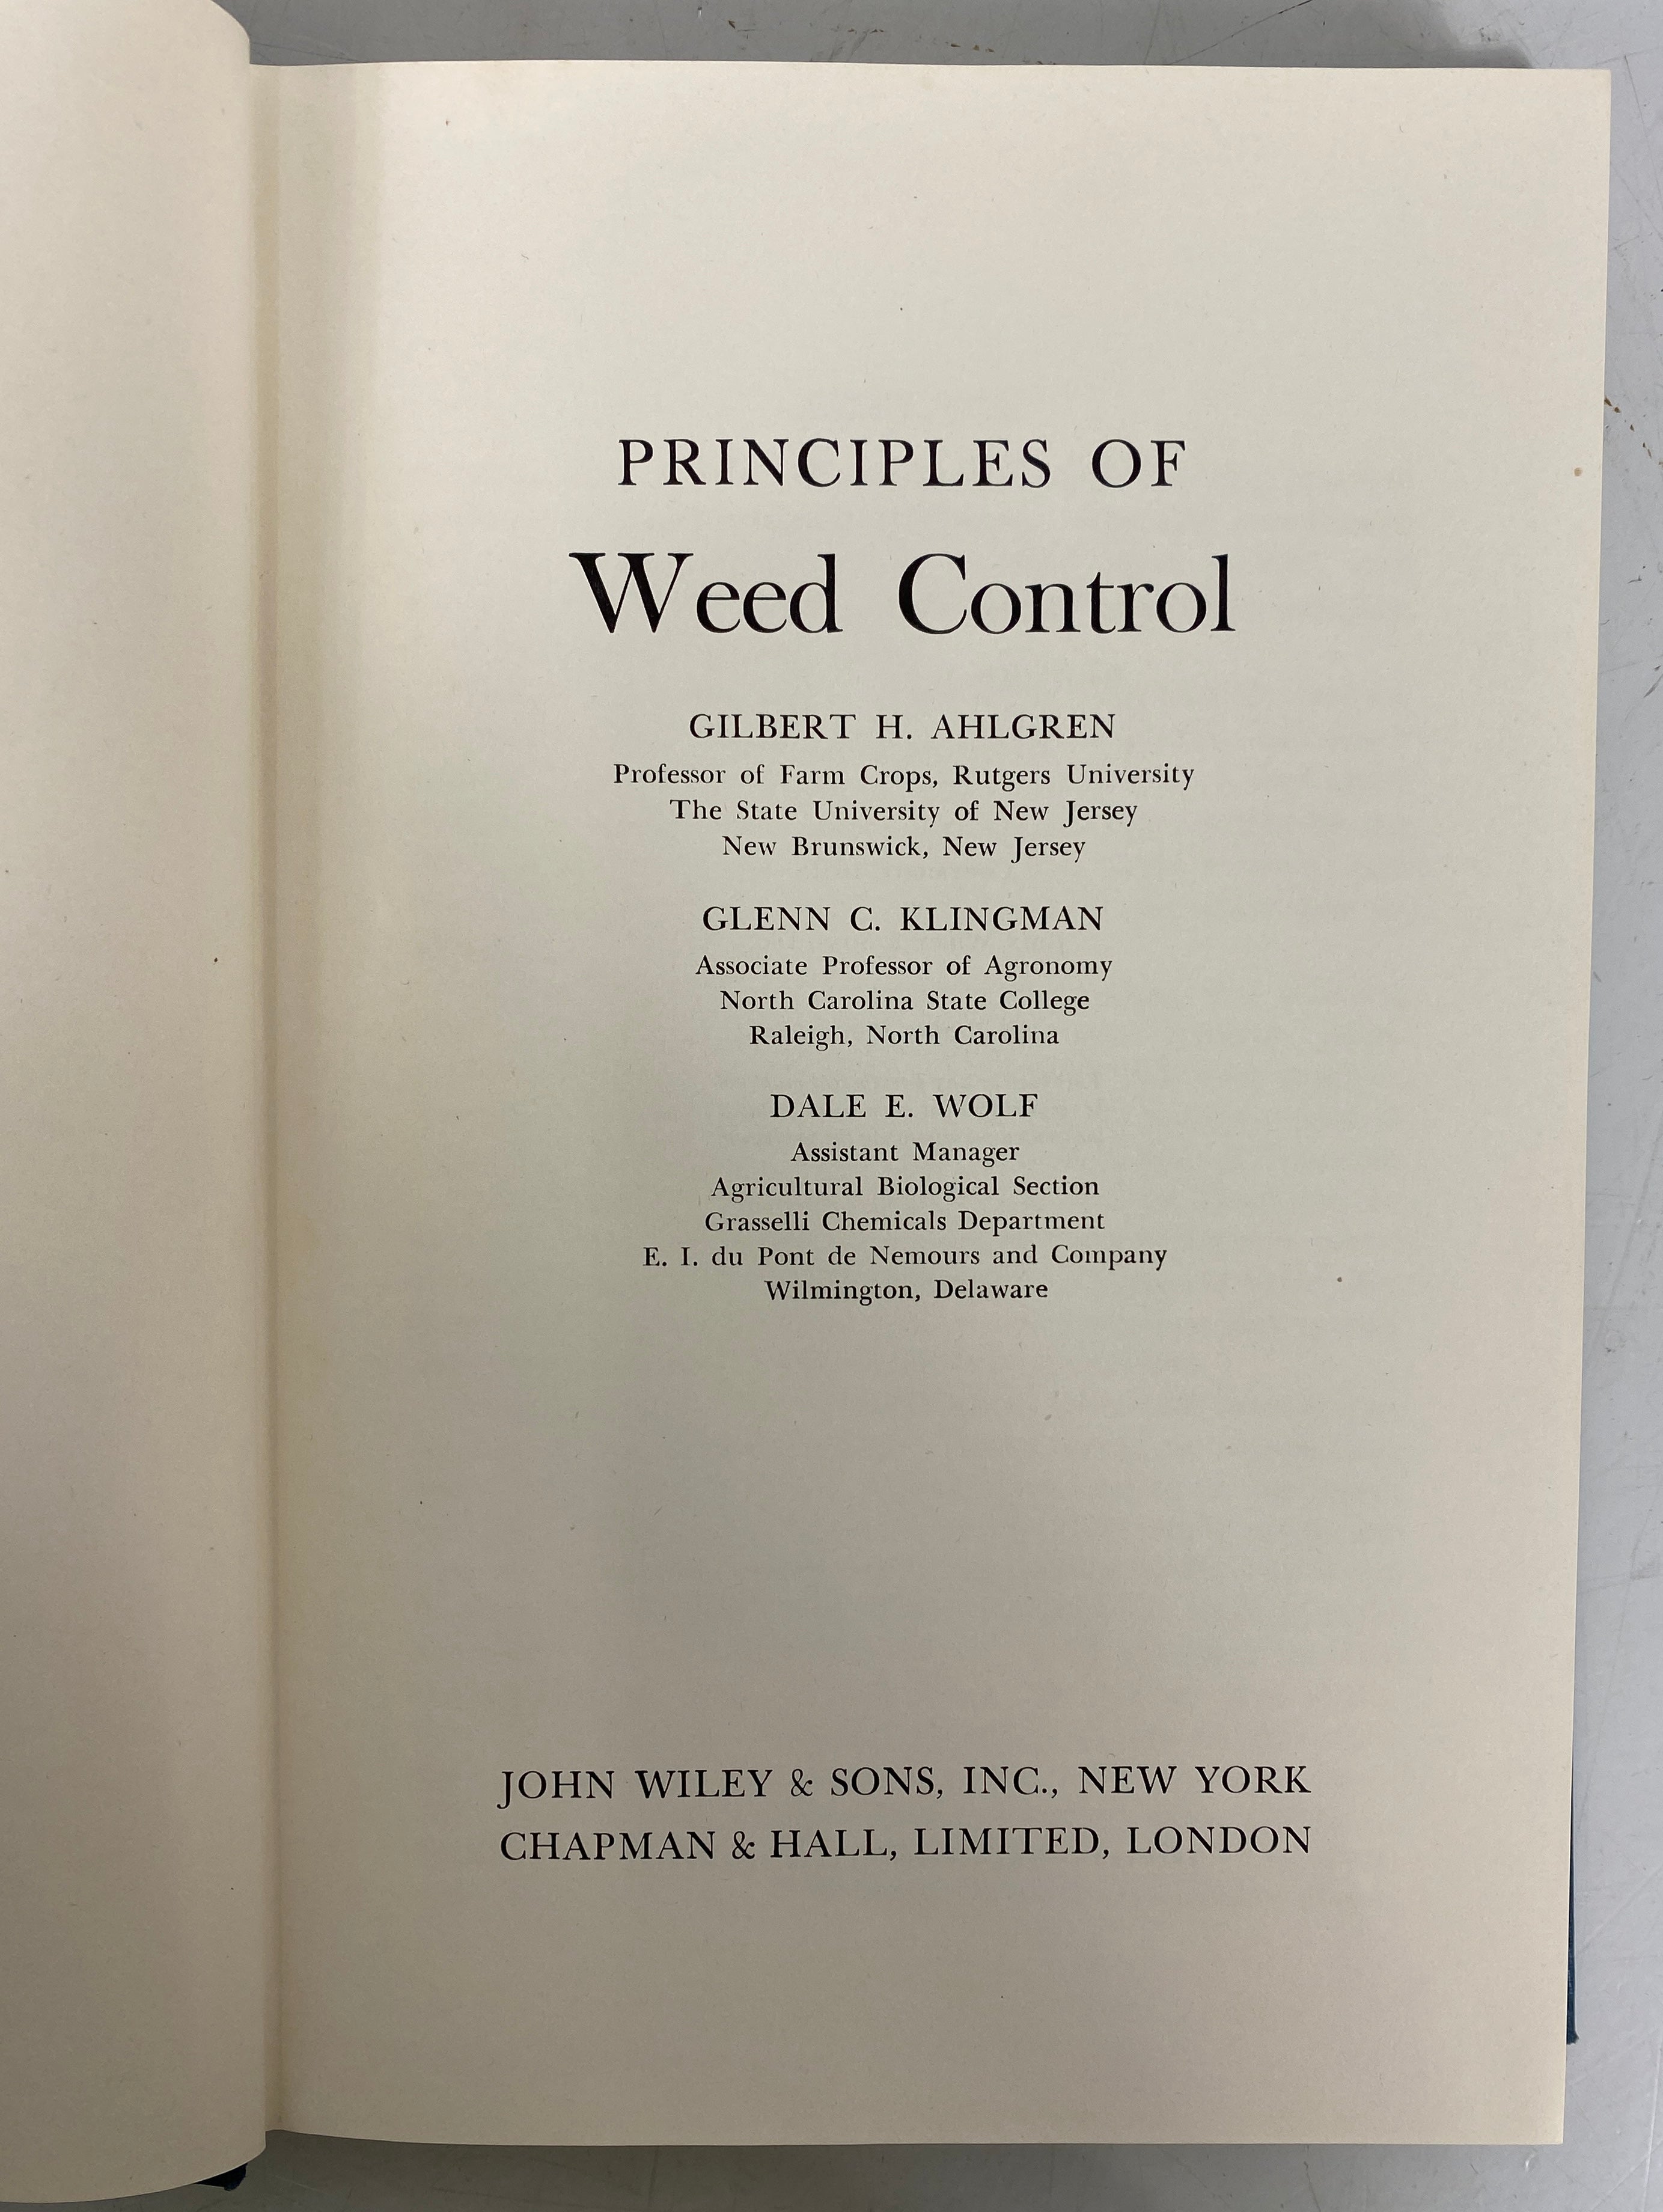 PRINCIPLES OF
Weed Control
GILBERT H. AHLGREN
Professor of Farm Crops, Rutgers University
The State University of New Jersey
New Brunswick, New Jersey
GLENN C. KLINGMAN
Associate Professor of Agronomy
North Carolina State College
Raleigh, North Carolina
DALE E. WOLF
Assistant Manager
Agricultural Biological Section
Grasselli Chemicals Department
E. I. du Pont de Nemours and Company
Wilmington, Delaware
JOHN WILEY & SONS, INC., NEW YORK
CHAPMAN & HALL, LIMITED, LONDON